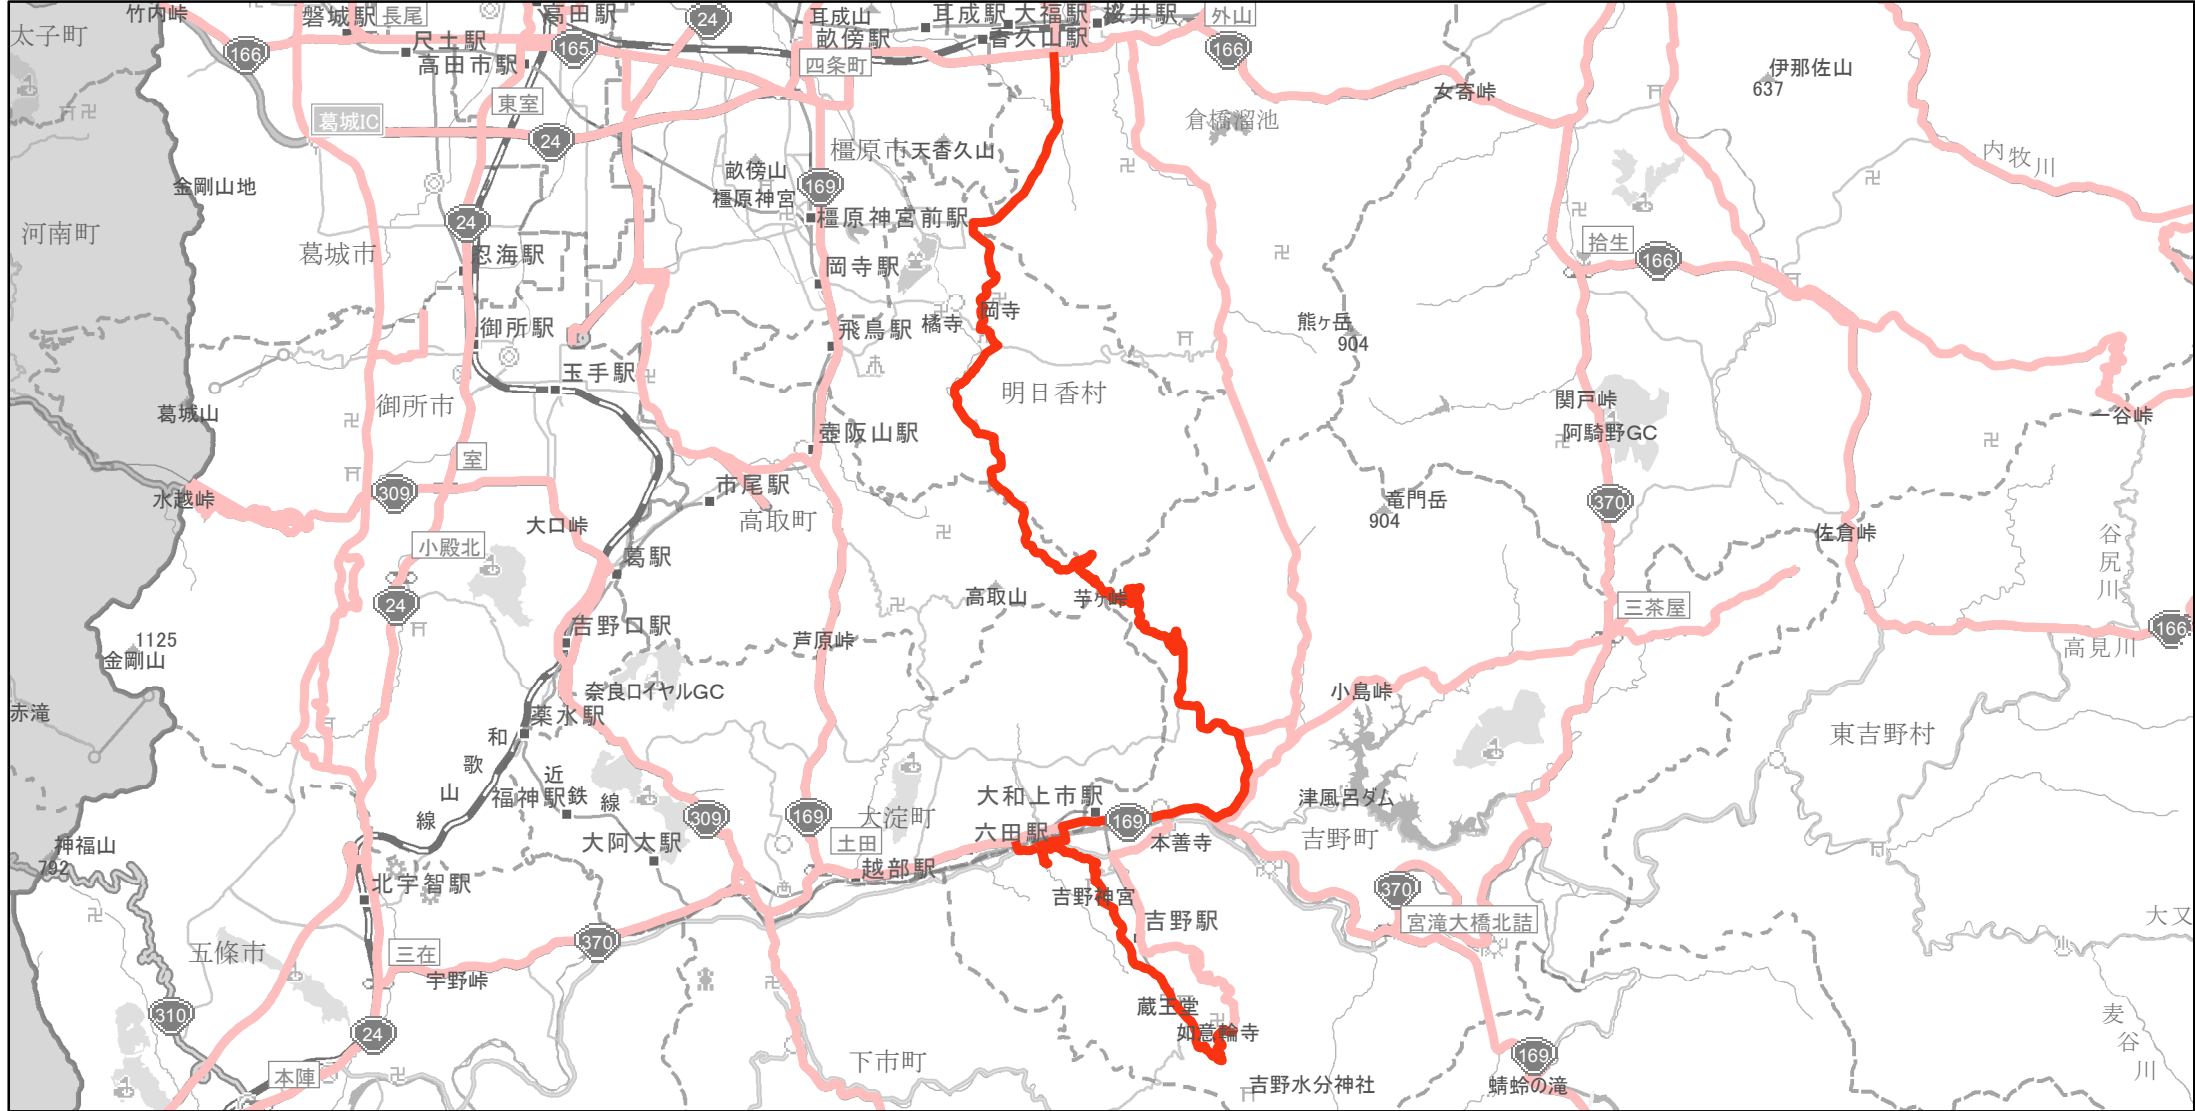 竹内峠
磐城駅
長尾
高田駅
24
耳成山
耳成駅
大福駅
桜井駅
外山
太子町
166
尺土駅
165
畝傍駅
香久山駅
166
伊那佐山
637
高田市駅
四条町
女寄峠
東室
葛城IC
24
倉橋溜池
橿原市
天香久山
内牧川
畝傍山
169
金剛山地
橿原神宮
河南町
24
橿原神宮前駅
葛城市
忍海駅
岡寺駅
拾生
166
岡寺
御所駅
飛鳥駅
橘寺
熊ヶ岳
904
玉手駅
葛城山
御所市
明日香村
関戸峠
一谷峠
壺阪山駅
阿騎野GC
室
水越峠
309
市尾駅
高取町
竜門岳
904
370
大口峠
佐倉峠
谷尻川
小殿北
葛駅
24
高取山
芋ヶ峠
三茶屋
166
1125
金剛山
吉野口駅
芦原峠
高見川
奈良ロイヤルGC
小島峠
赤滝
薬水駅
東吉野村
和歌山線
近鉄線
福神駅
大和上市駅
津風呂ダム
309
169
大淀町
169
六田駅
本善寺
吉野町
神福山
792
大阿太駅
土田
越部駅
北宇智駅
370
吉野神宮
吉野駅
宮滝大橋北詰
大又
五條市
三在
370
宇野峠
310
24
蔵王堂
如意輪寺
麦谷川
下市町
169
本陣
吉野水分神社
蜻蛉の滝